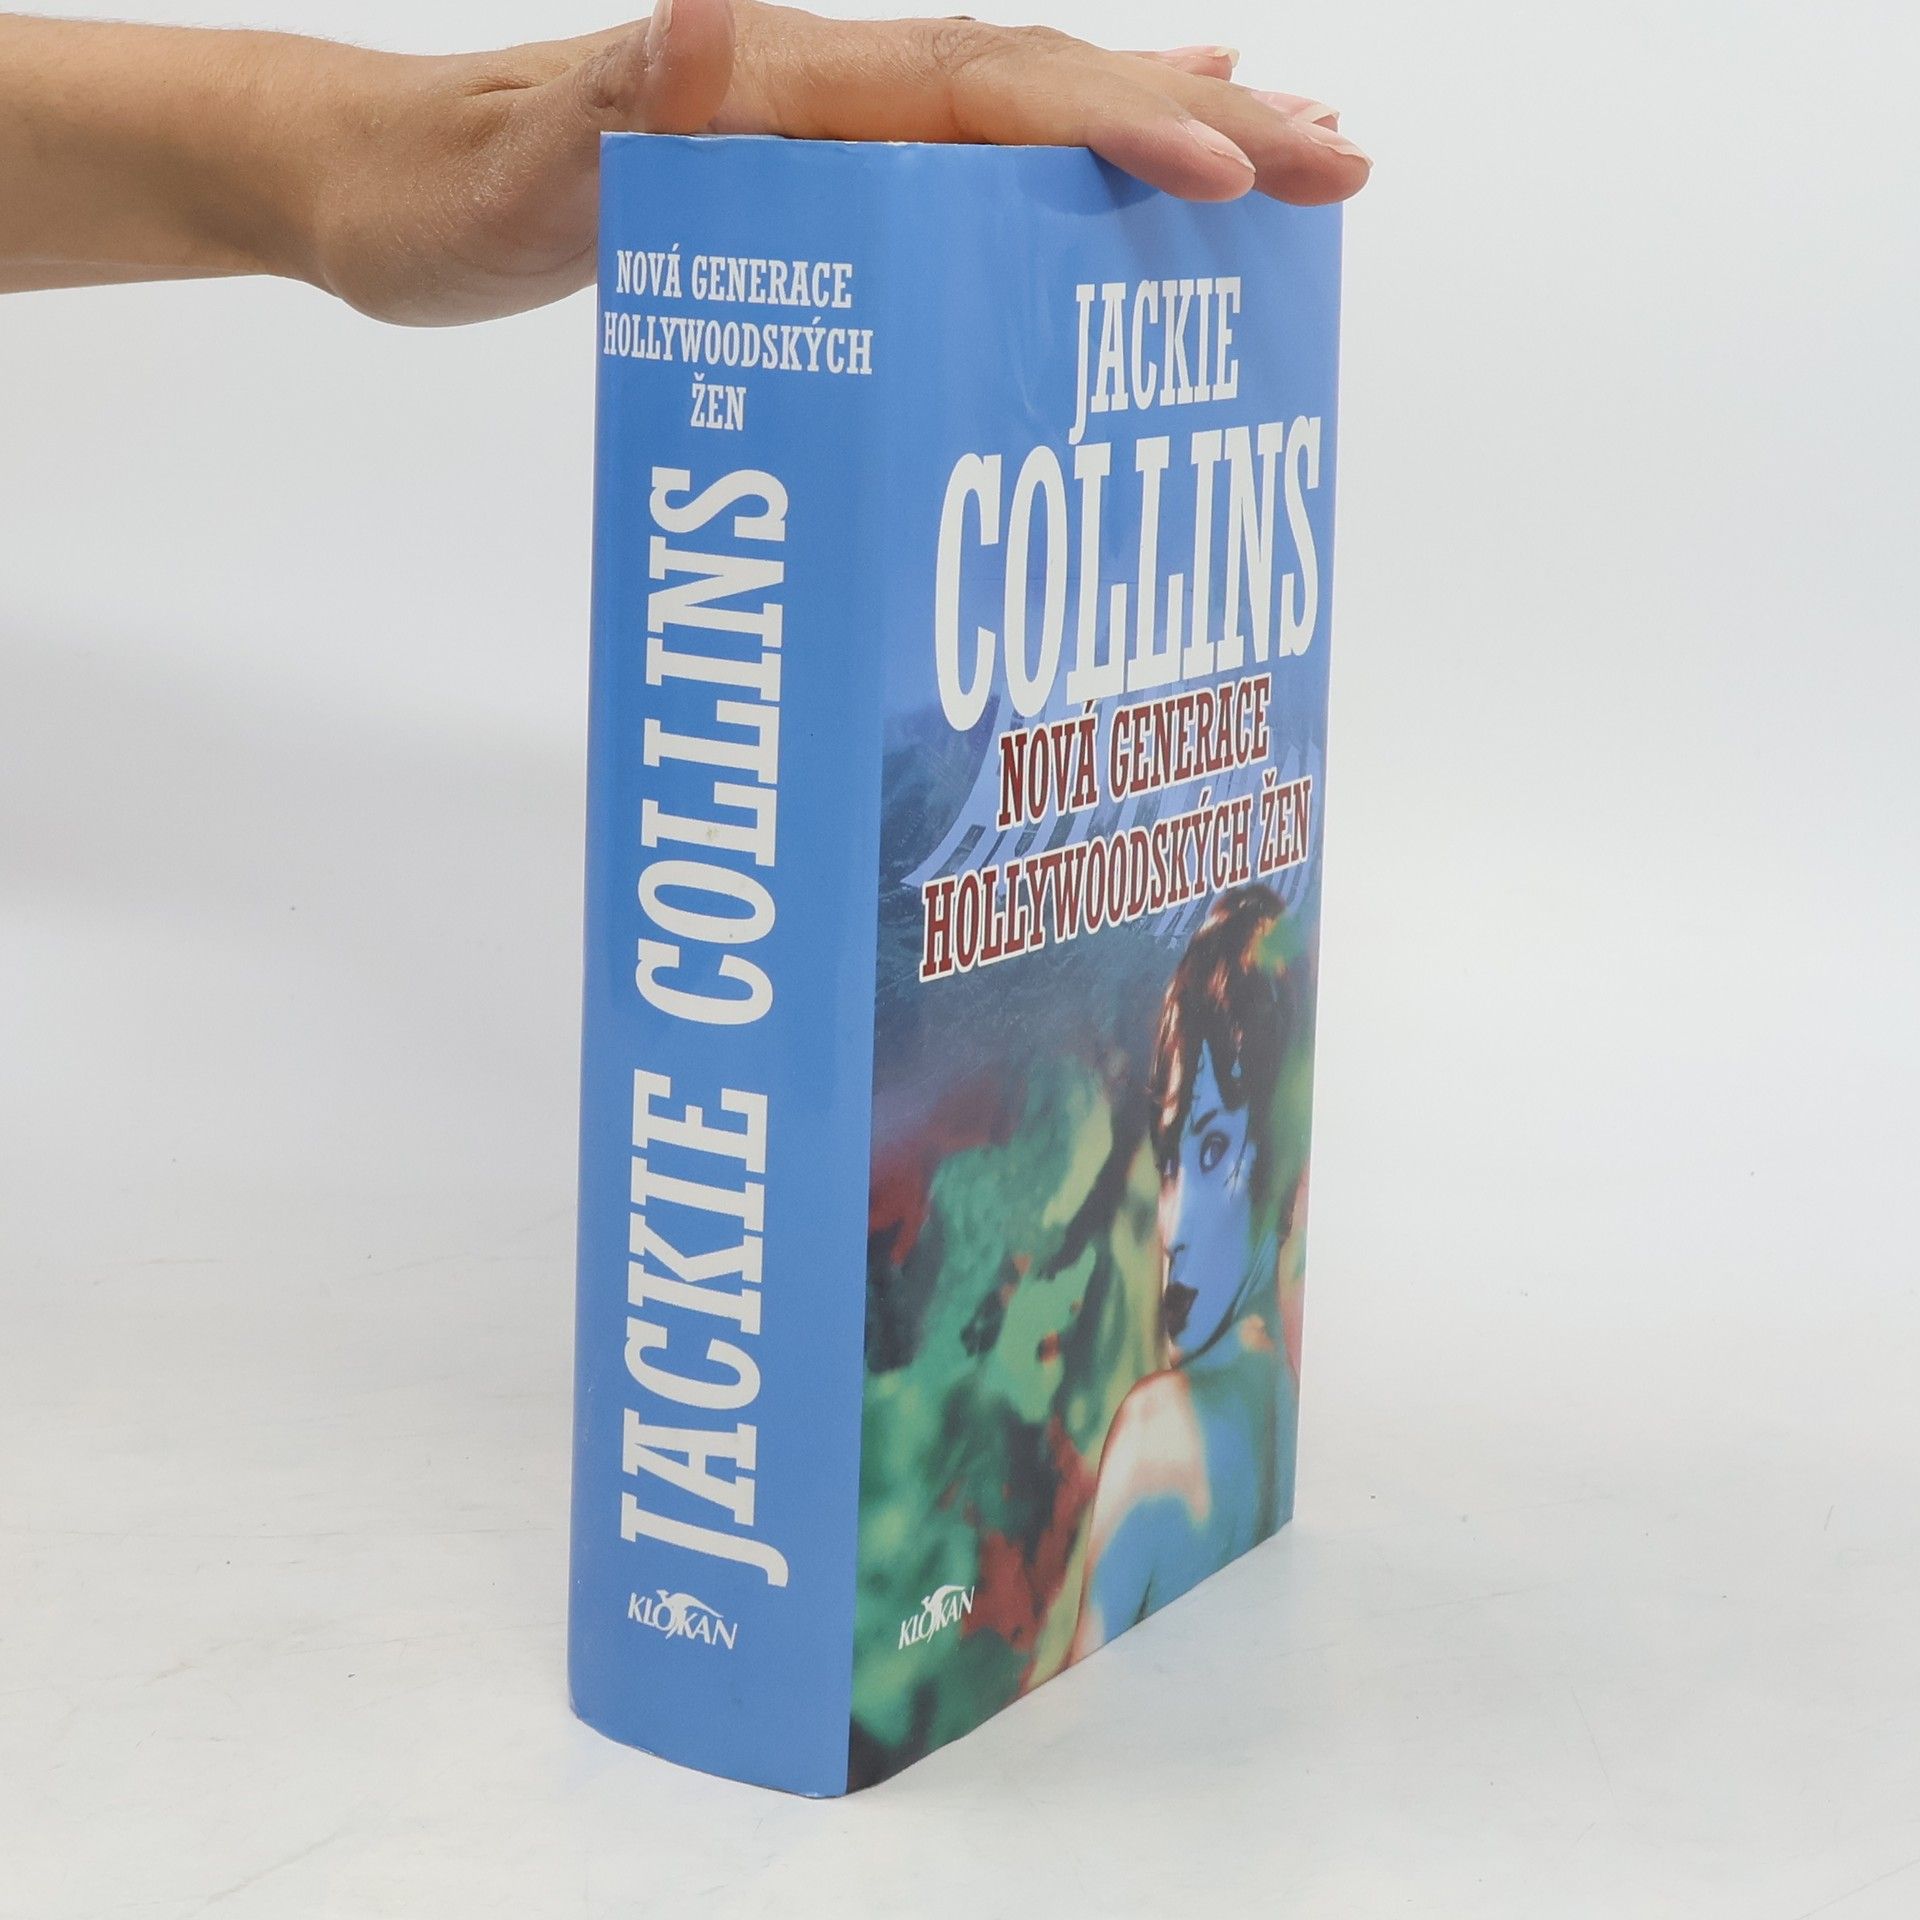 NOVÁ GENERACE
HOLLYWOODSKÝCH
ŽEN
JACKIE COLLINS
KLOKAN
JACKIE
COLLINS
NOVÁ GENERACE
HOLLYWOODSKÝCH ŽEN
KLOKAN